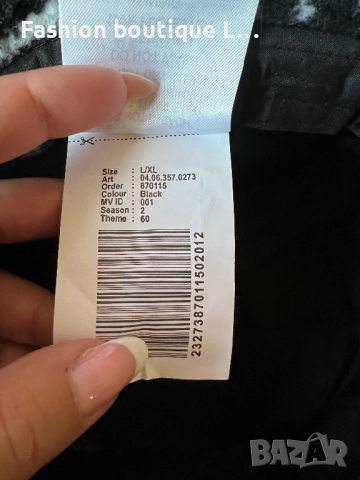 Fashion boutique L...
Size : L/XL
Art : 04.06.357.0273
Order : 870115
Colour : Black
MV ID : 001
Season : 2
Theme : 60
2327387011502012
BAZAR